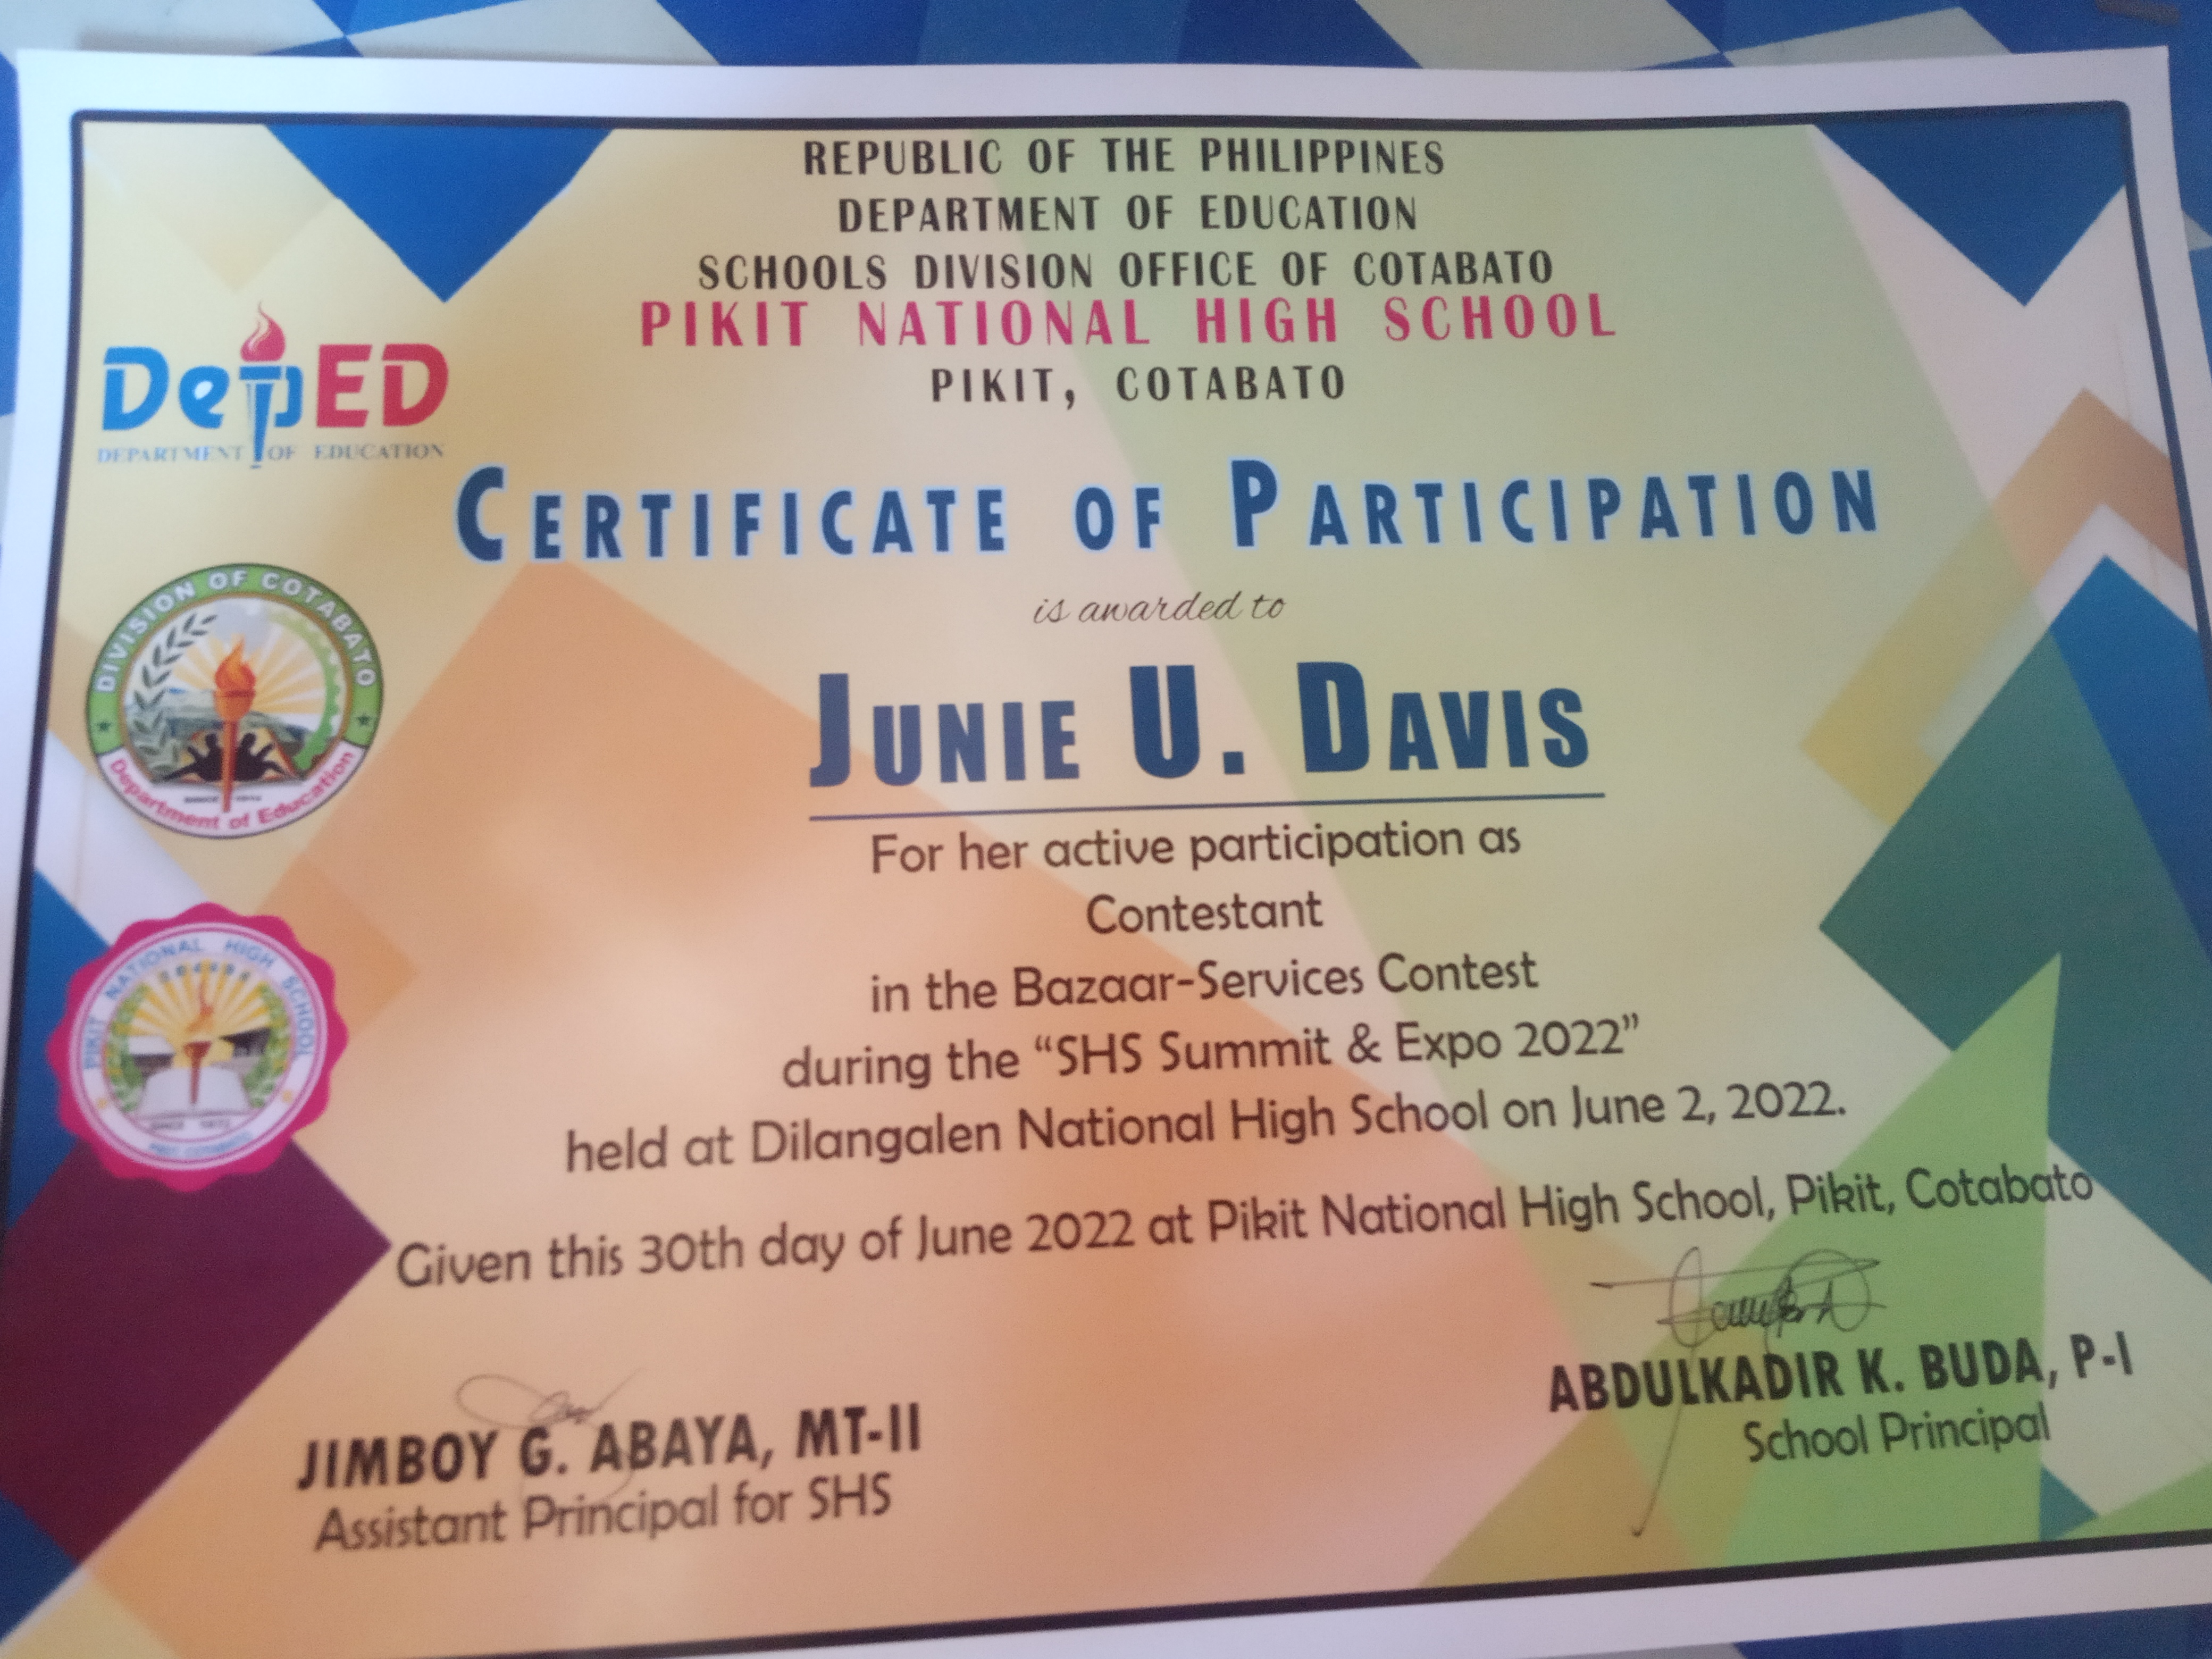 REPUBLIC OF THE PHILIPPINES
DEPARTMENT OF EDUCATION
SCHOOLS DIVISION OFFICE OF COTABATO
PIKIT NATIONAL HIGH SCHOOL
PIKIT, COTABATO
DepED
DEPARTMENT OF EDUCATION
CERTIFICATE OF PARTICIPATION
is awarded to
DIVISION OF COTABATO
Department of Education
JUNIE U. DAVIS
For her active participation as
Contestant
in the Bazaar-Services Contest
during the “SHS Summit & Expo 2022”
held at Dilangalen National High School on June 2, 2022.
PIKIT NATIONAL HIGH SCHOOL
Given this 30th day of June 2022 at Pikit National High School, Pikit, Cotabato
JIMBOY G. ABAYA, MT-II
Assistant Principal for SHS
ABDULKADIR K. BUDA, P-I
School Principal